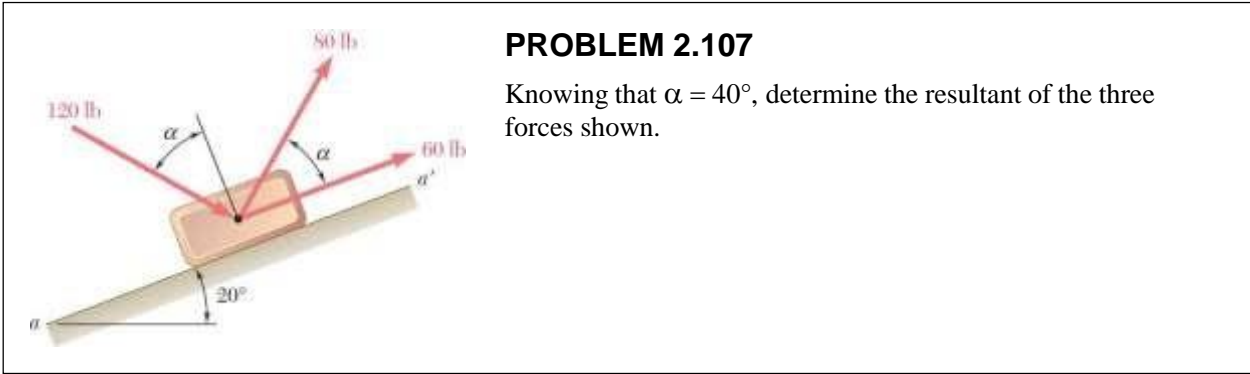 PROBLEM 2.107
Knowing that α = 40°, determine the resultant of the three
forces shown.
80 lb
120 lb
α
α
60 lb
a'
20°
a